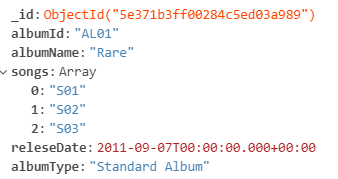 _id: ObjectId("5e371b3ff00284c5ed03a989")
albumId: "AL01"
albumName: "Rare"
songs: Array
0: "S01"
1: "S02"
2: "S03"
releseDate: 2011-09-07T00:00:00.000+00:00
albumType: "Standard Album"